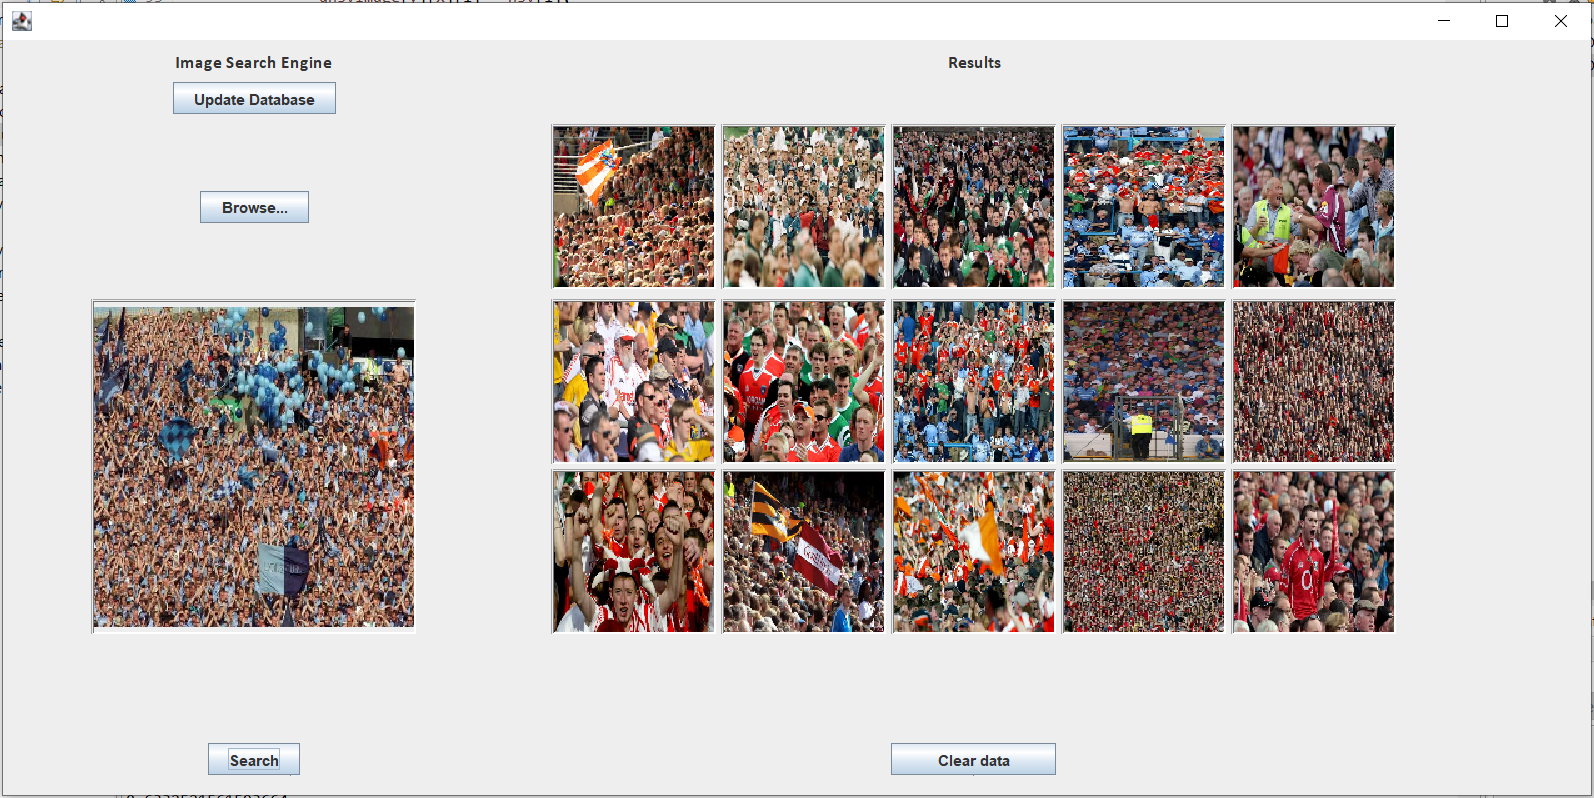 Image Search Engine
Update Database
Browse...
Search
Results
Clear data